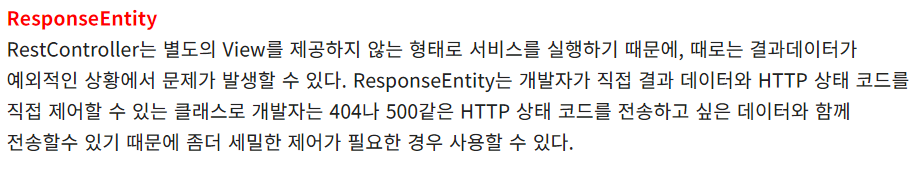 ResponseEntity
RestController는 별도의 View를 제공하지 않는 형태로 서비스를 실행하기 때문에, 때로는 결과데이터가
예외적인 상황에서 문제가 발생할 수 있다. ResponseEntity는 개발자가 직접 결과 데이터와 HTTP 상태 코드를
직접 제어할 수 있는 클래스로 개발자는 404나 500같은 HTTP 상태 코드를 전송하고 싶은 데이터와 함께
전송할수 있기 때문에 좀더 세밀한 제어가 필요한 경우 사용할 수 있다.